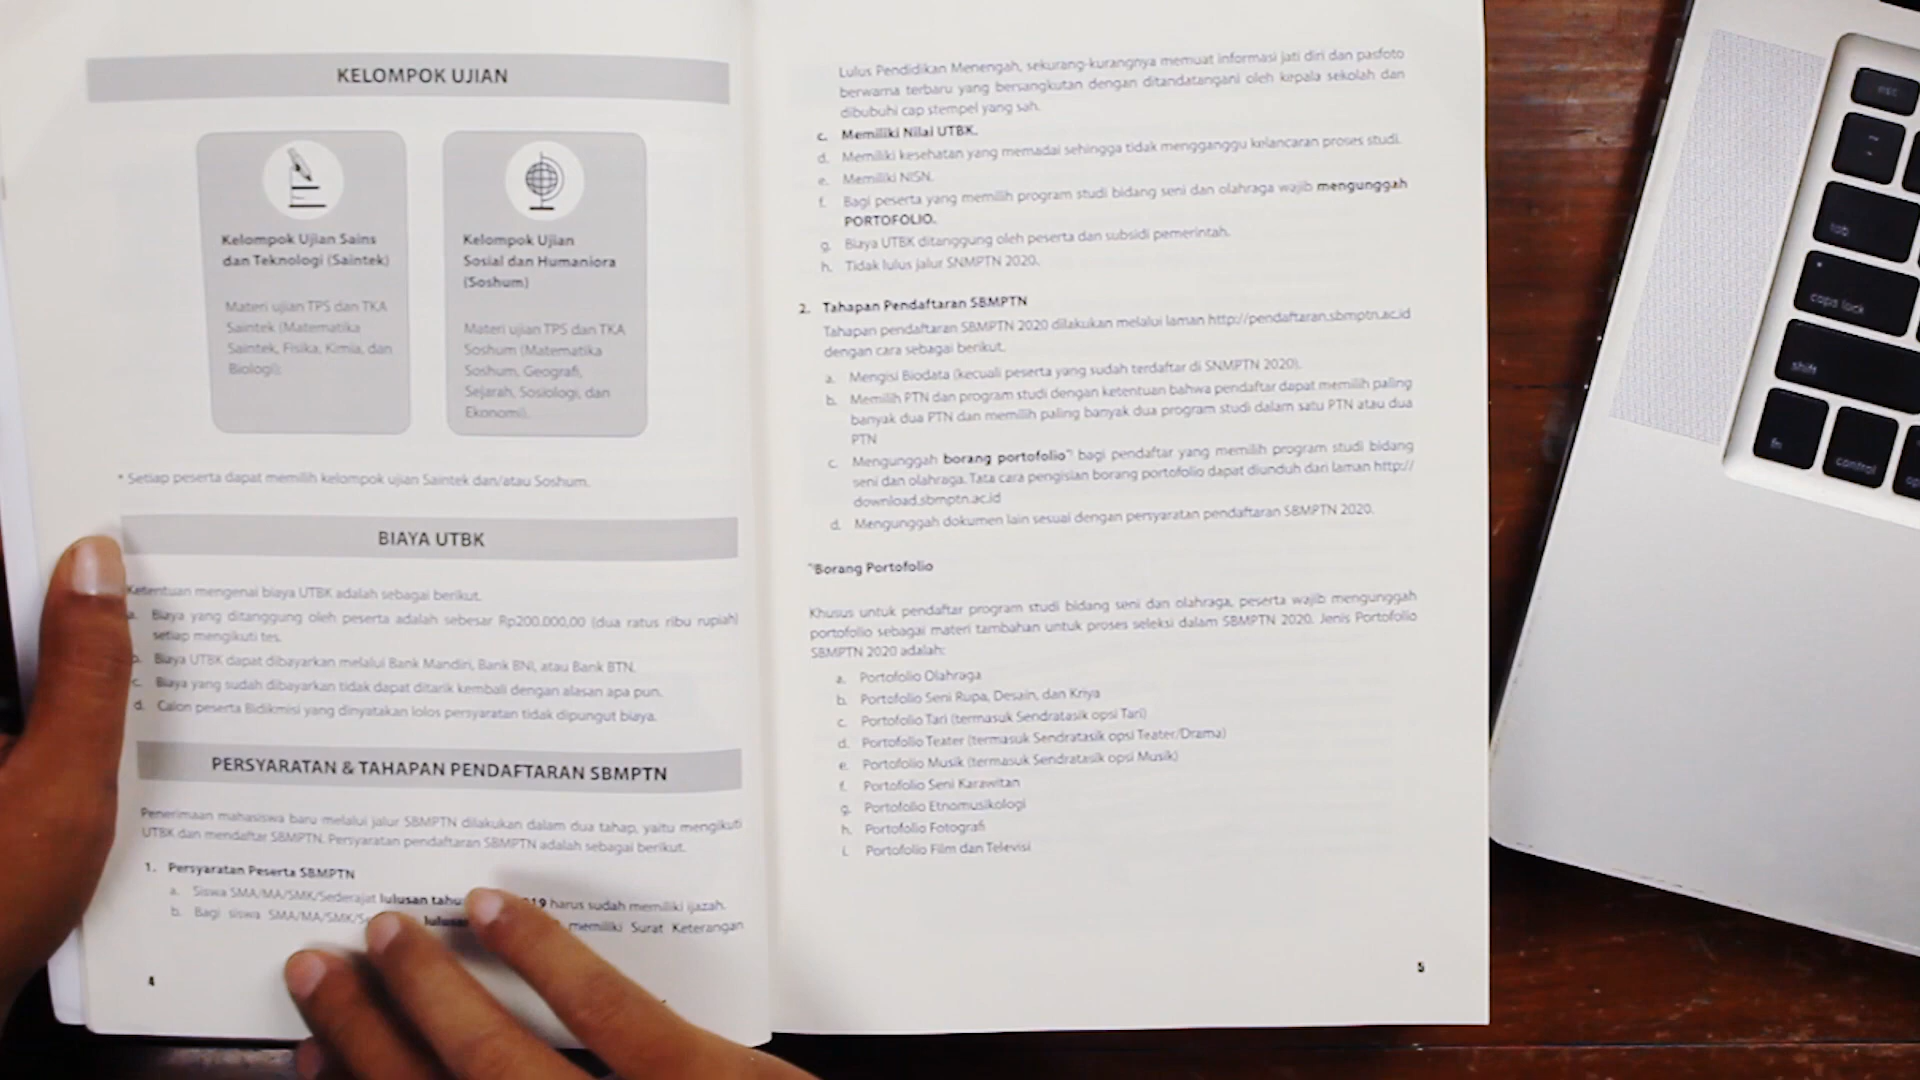 KELOMPOK UJIAN
Kelompok Ujian Sains
dan Teknologi (Saintek)
Materi ujian TPS dan TKA
Saintek (Matematika
Saintek, Fisika, Kimia, dan
Biologi);
Kelompok Ujian
Sosial dan Humaniora
(Soshum)
Materi ujian TPS dan TKA
Soshum (Matematika
Soshum, Geografi,
Sejarah, Sosiologi, dan
Ekonomi).
* Setiap peserta dapat memilih kelompok ujian Saintek dan/atau Soshum.
BIAYA UTBK
Ketentuan mengenai biaya UTBK adalah sebagai berikut.
a. Biaya yang ditanggung oleh peserta adalah sebesar Rp200.000,00 (dua ratus ribu rupiah)
setiap mengikuti tes.
b. Biaya UTBK dapat dibayarkan melalui Bank Mandiri, Bank BNI, atau Bank BTN.
c. Biaya yang sudah dibayarkan tidak dapat ditarik kembali dengan alasan apa pun.
d. Calon peserta Bidikmisi yang dinyatakan lolos persyaratan tidak dipungut biaya.
PERSYARATAN & TAHAPAN PENDAFTARAN SBMPTN
Penerimaan mahasiswa baru melalui jalur SBMPTN dilakukan dalam dua tahap, yaitu mengikuti
UTBK dan mendaftar SBMPTN. Persyaratan pendaftaran SBMPTN adalah sebagai berikut.
1. Persyaratan Peserta SBMPTN
a. Siswa SMA/MA/SMK/Sederajat lulusan harus sudah memiliki ijazah.
b. Bagi siswa memiliki Surat Keterangan
4
Lulus Pendidikan Menengah, sekurang-kurangnya memuat informasi jati diri dan pasfoto
berwarna terbaru yang bersangkutan dengan ditandatangani oleh kepala sekolah dan
dibubuhi cap stempel yang sah.
c. Memiliki Nilai UTBK.
d. Memiliki kesehatan yang memadai sehingga tidak mengganggu kelancaran proses studi.
e. Memiliki NISN.
f. Bagi peserta yang memilih program studi bidang seni dan olahraga wajib mengunggah
PORTOFOLIO.
g. Biaya UTBK ditanggung oleh peserta dan subsidi pemerintah.
h. Tidak lulus jalur SNMPTN 2020.
2. Tahapan Pendaftaran SBMPTN
Tahapan pendaftaran SBMPTN 2020 dilakukan melalui laman http://pendaftaran.sbmptn.ac.id
dengan cara sebagai berikut.
a. Mengisi Biodata (kecuali peserta yang sudah terdaftar di SNMPTN 2020).
b. Memilih PTN dan program studi dengan ketentuan bahwa pendaftar dapat memilih paling
banyak dua PTN dan memilih paling banyak dua program studi dalam satu PTN atau dua
PTN
c. Mengunggah borang portofolio**) bagi pendaftar yang memilih program studi bidang
seni dan olahraga. Tata cara pengisian borang portofolio dapat diunduh dari laman http://
download.sbmptn.ac.id
d. Mengunggah dokumen lain sesuai dengan persyaratan pendaftaran SBMPTN 2020.
**Borang Portofolio
Khusus untuk pendaftar program studi bidang seni dan olahraga, peserta wajib mengunggah
portofolio sebagai materi tambahan untuk proses seleksi dalam SBMPTN 2020. Jenis Portofolio
SBMPTN 2020 adalah:
a. Portofolio Olahraga
b. Portofolio Seni Rupa, Desain, dan Kriya
c. Portofolio Tari (termasuk Sendratasik opsi Tari)
d. Portofolio Teater (termasuk Sendratasik opsi Teater/Drama)
e. Portofolio Musik (termasuk Sendratasik opsi Musik)
f. Portofolio Seni Karawitan
g. Portofolio Etnomusikologi
h. Portofolio Fotografi
i. Portofolio Film dan Televisi
5
esc
tab
caps lock
shift
fn
control